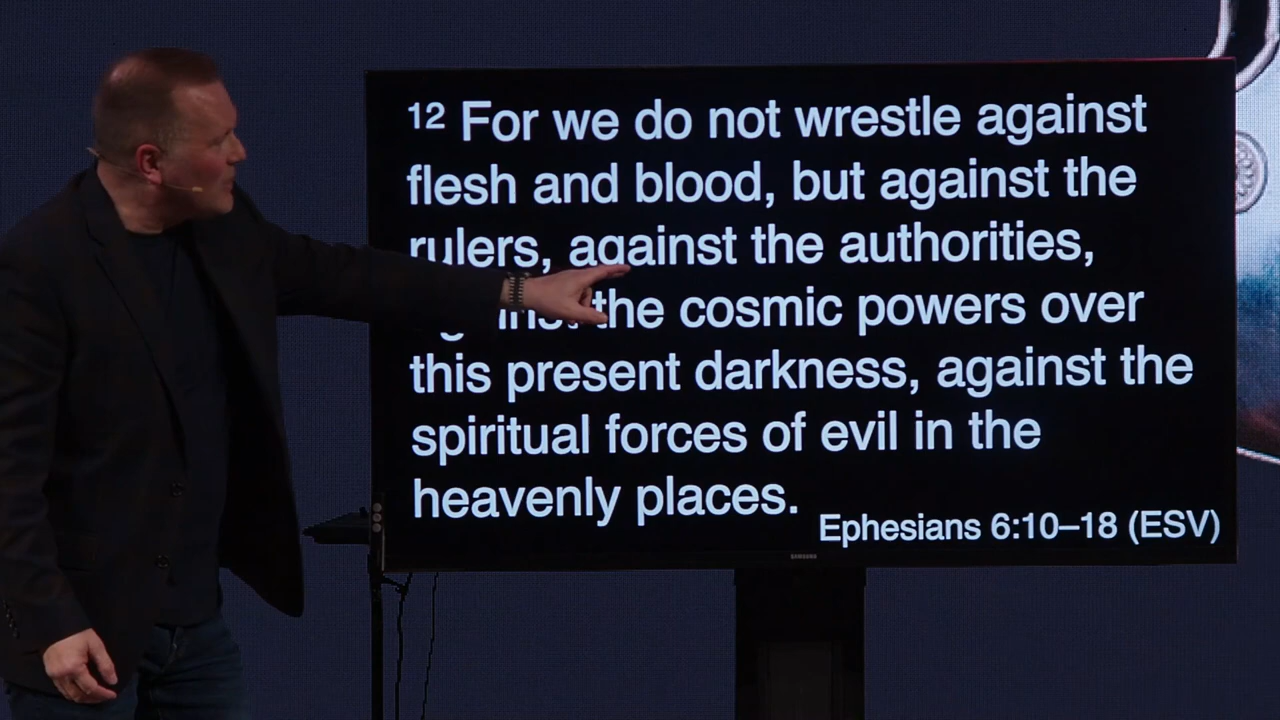 12 For we do not wrestle against
flesh and blood, but against the
rulers, against the authorities,
the cosmic powers over
this present darkness, against the
spiritual forces of evil in the
heavenly places.
Ephesians 6:10–18 (ESV)
SAMSUNG